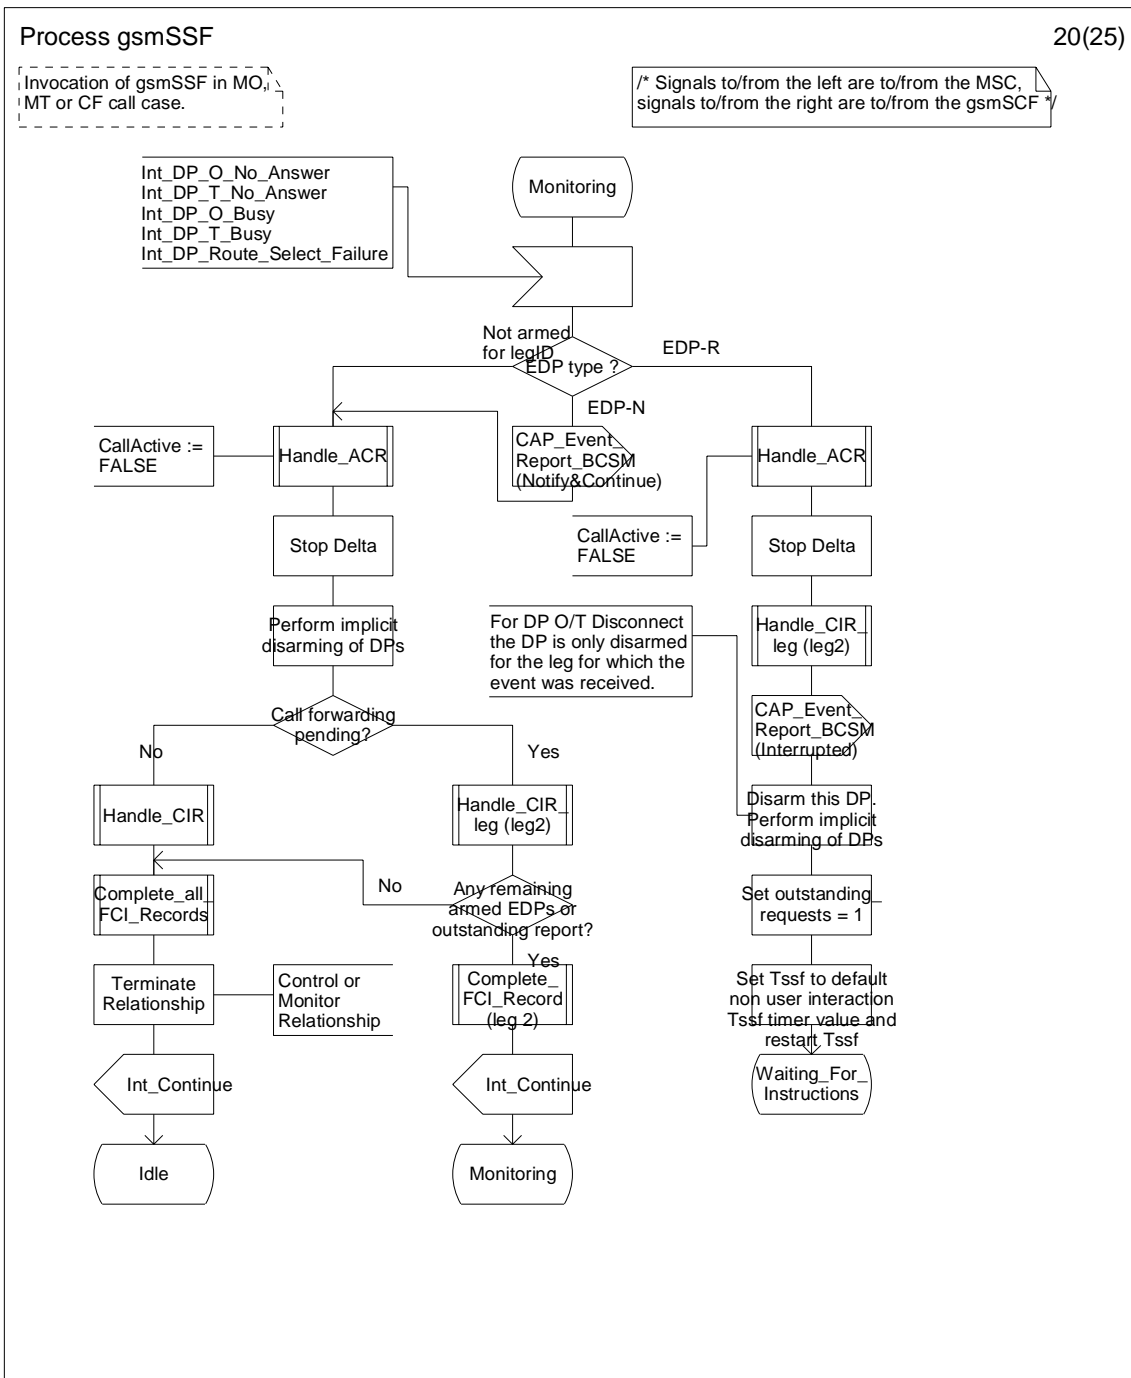 Process gsmSSF
20(25)
Invocation of gsmSSF in MO,
MT or CF call case.
/* Signals to/from the left are to/from the MSC,
signals to/from the right are to/from the gsmSCF */
Int_DP_O_No_Answer
Int_DP_T_No_Answer
Int_DP_O_Busy
Int_DP_T_Busy
Int_DP_Route_Select_Failure
Monitoring
Not armed
for legID
EDP type ?
EDP-R
EDP-N
CallActive :=
FALSE
Handle_ACR
CAP_Event_
Report_BCSM
(Notify&Continue)
Handle_ACR
Stop Delta
CallActive :=
FALSE
Stop Delta
Perform implicit
disarming of DPs
For DP O/T Disconnect
the DP is only disarmed
for the leg for which the
event was received.
Handle_CIR_
leg (leg2)
Call forwarding
pending?
No
Yes
CAP_Event_
Report_BCSM
(Interrupted)
Handle_CIR
Handle_CIR_
leg (leg2)
Disarm this DP.
Perform implicit
disarming of DPs
Complete_all_
FCI_Records
No
Any remaining
armed EDPs or
outstanding report?
Set outstanding_
requests = 1
Yes
Terminate
Relationship
Control or
Monitor
Relationship
Complete_
FCI_Record
(leg 2)
Set Tssf to default
non user interaction
Tssf timer value and
restart Tssf
Int_Continue
Int_Continue
Waiting_For_
Instructions
Idle
Monitoring